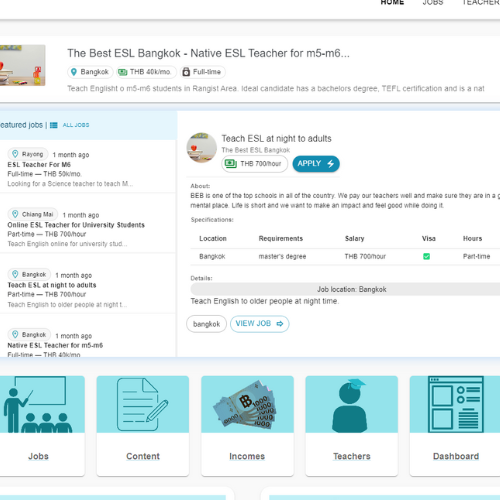 HOME JOBS TEACHER
The Best ESL Bangkok - Native ESL Teacher for m5-m6...
Bangkok THB 40k/mo. Full-time
Teach Englisht o m5-m6 students in Rangist Area. Ideal candidate has a bachelors degree, TEFL certification and is a nat
eatured jobs | ALL JOBS
Rayong 1 month ago
ESL Teacher For M6
Full-time — THB 50k/mo.
Looking for a Science teacher to teach M...
Chiang Mai 1 month ago
Online ESL Teacher for University Students
Part-time — THB 700/hour
Teach English online for university stud...
Bangkok 1 month ago
Teach ESL at night to adults
Part-time — THB 700/hour
Teach English to older people at night t...
Bangkok 1 month ago
Native ESL Teacher for m5-m6
Full-time — THB 40k/mo.
Teach ESL at night to adults
The Best ESL Bangkok
THB 700/hour APPLY
About:
BEB is one of the top schools in all of the country. We pay our teachers well and make sure they are in a g
mental place. Life is short and we want to make an impact and feel good while doing it.
Specifications:
Location Requirements Salary Visa Hours
Bangkok master's degree THB 700/hour Part-time
Details:
Job location: Bangkok
Teach English to older people at night time.
bangkok VIEW JOB
1000
1000
1000
Jobs Content Incomes Teachers Dashboard